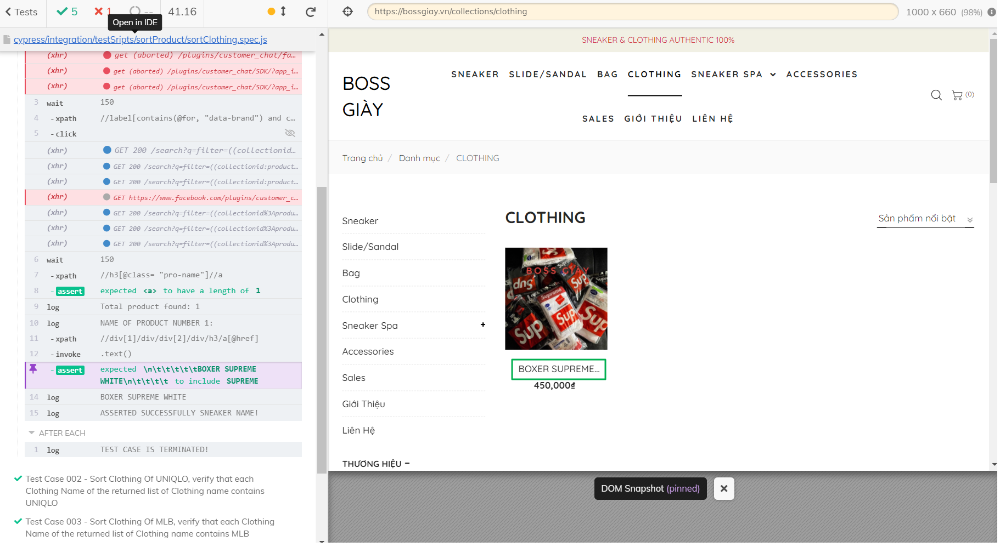 Tests
5
1
--
41.16
Open in IDE
cypress/integration/testSripts/sortProduct/sortClothing.spec.js
(xhr) get (aborted) /plugins/customer_chat/fa…
(xhr) get (aborted) /plugins/customer_chat/SDK/?app_i…
(xhr) get (aborted) /plugins/customer_chat/SDK/?app_i…
3 wait 150
4 -xpath //label[contains(@for, "data-brand") and c…
5 -click
(xhr) GET 200 /search?q=filter=((collectionid…
(xhr) GET 200 /search?q=filter=((collectionid:product…
(xhr) GET 200 /search?q=filter=((collectionid:product…
(xhr) GET https://www.facebook.com/plugins/customer_c…
(xhr) GET 200 /search?q=filter=((collectionid%3Aprodu…
(xhr) GET 200 /search?q=filter=((collectionid%3Aprodu…
(xhr) GET 200 /search?q=filter=((collectionid%3Aprodu…
6 wait 150
7 -xpath //h3[@class= "pro-name"]//a
8 -assert expected <a> to have a length of 1
9 log Total product found: 1
10 log NAME OF PRODUCT NUMBER 1:
11 -xpath //div[1]/div/div[2]/div/h3/a[@href]
12 -invoke .text()
-assert expected \n\t\t\t\t\tBOXER SUPREME
WHITE\n\t\t\t\t to include SUPREME
14 log BOXER SUPREME WHITE
15 log ASSERTED SUCCESSFULLY SNEAKER NAME!
AFTER EACH
1 log TEST CASE IS TERMINATED!
Test Case 002 - Sort Clothing Of UNIQLO, verify that each
Clothing Name of the returned list of Clothing name contains
UNIQLO
Test Case 003 - Sort Clothing Of MLB, verify that each Clothing
Name of the returned list of Clothing name contains MLB
https://bossgiay.vn/collections/clothing
1000 x 660 (98%)
SNEAKER & CLOTHING AUTHENTIC 100%
BOSS
GIÀY
SNEAKER SLIDE/SANDAL BAG CLOTHING SNEAKER SPA ACCESSORIES
SALES GIỚI THIỆU LIÊN HỆ
(0)
Trang chủ / Danh mục / CLOTHING
Sneaker
Slide/Sandal
Bag
Clothing
Sneaker Spa +
Accessories
Sales
Giới Thiệu
Liên Hệ
THƯƠNG HIỆU −
CLOTHING
Sản phẩm nổi bật
BOSS GIAY
Supreme
Sup
Sup
Sup
Sup
BOXER SUPREME...
450,000₫
DOM Snapshot (pinned)